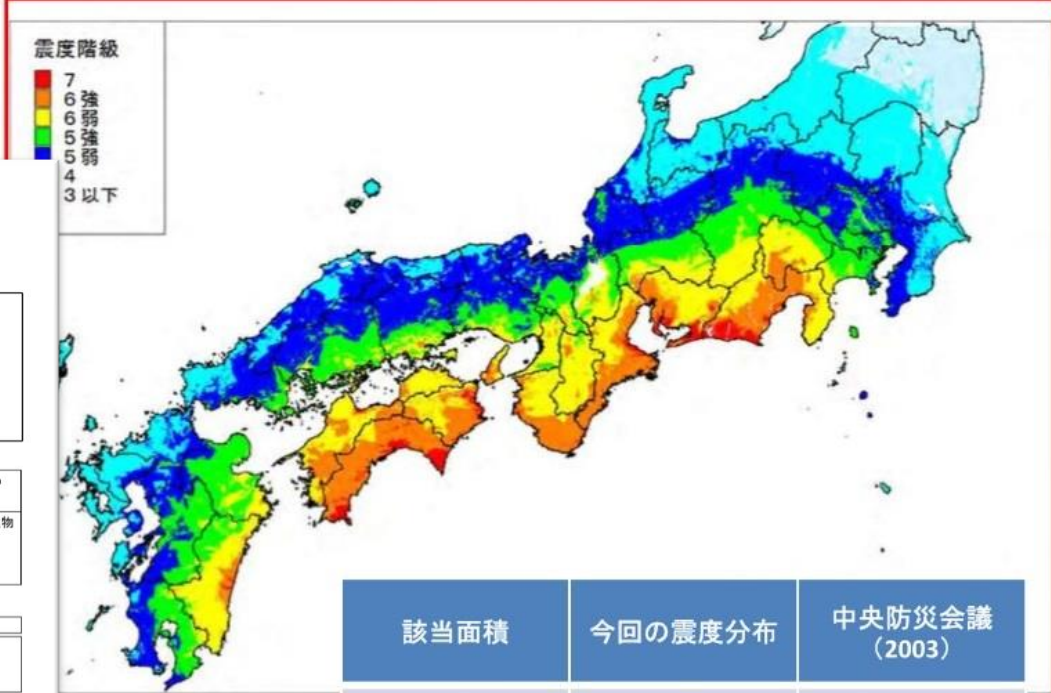 震度階級
7
6強
6弱
5強
5弱
4
3以下
物
該当面積
今回の震度分布
中央防災会議
（2003）